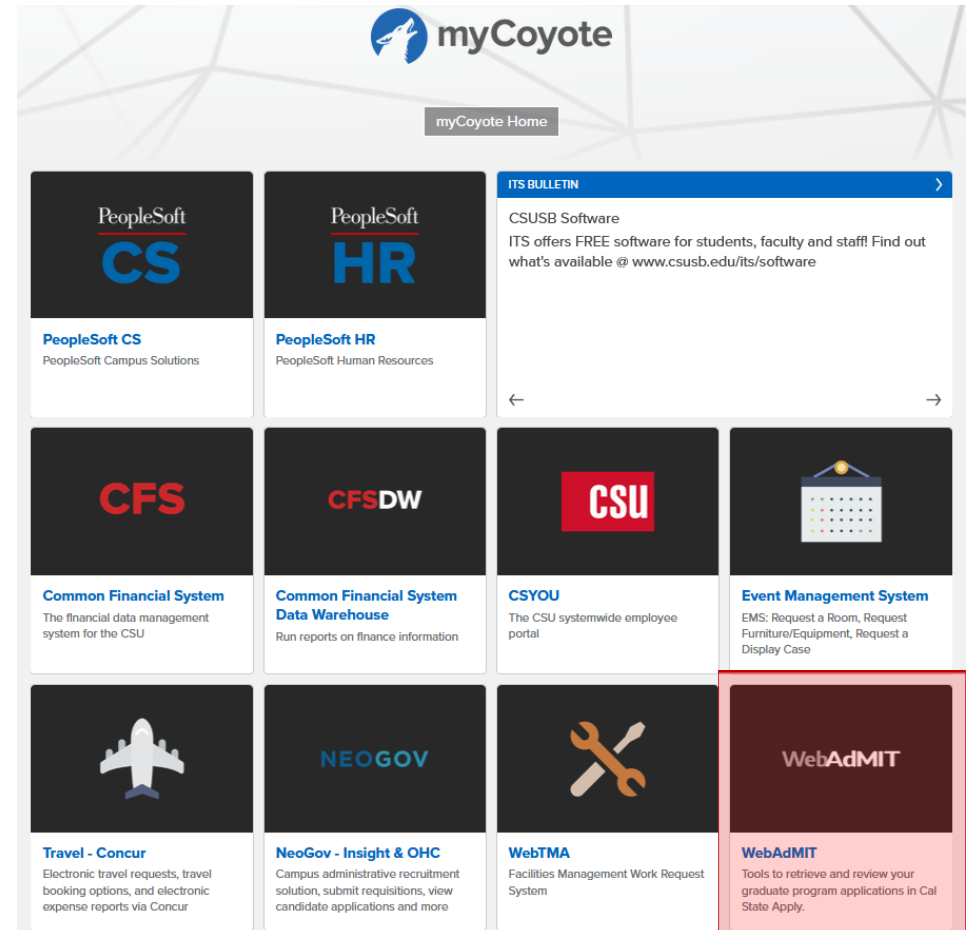 myCoyote
myCoyote Home
PeopleSoft
CS
PeopleSoft CS
PeopleSoft Campus Solutions
PeopleSoft
HR
PeopleSoft HR
PeopleSoft Human Resources
ITS BULLETIN
CSUSB Software
ITS offers FREE software for students, faculty and staff! Find out
what's available @ www.csusb.edu/its/software
CFS
Common Financial System
The financial data management
system for the CSU
CFSDW
Common Financial System
Data Warehouse
Run reports on finance information
CSU
CSYOU
The CSU systemwide employee
portal
Event Management System
EMS: Request a Room, Request
Furniture/Equipment, Request a
Display Case
Travel - Concur
Electronic travel requests, travel
booking options, and electronic
expense reports via Concur
NEOGOV
NeoGov - Insight & OHC
Campus administrative recruitment
solution, submit requisitions, view
candidate applications and more
WebTMA
Facilities Management Work Request
System
WebAdMIT
WebAdMIT
Tools to retrieve and review your
graduate program applications in Cal
State Apply.